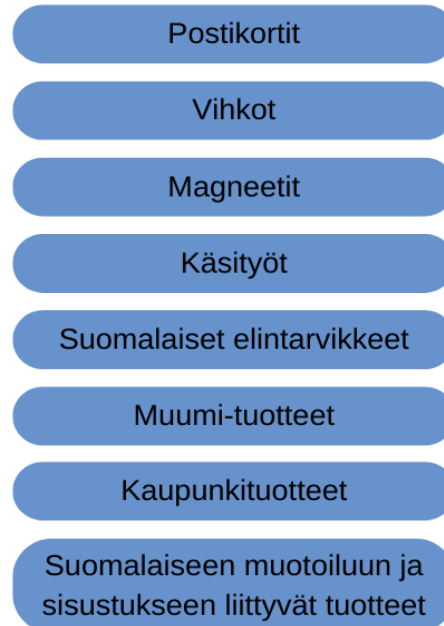 Postikortit
Vihkot
Magneetit
Käsityöt
Suomalaiset elintarvikkeet
Muumi-tuotteet
Kaupunkituotteet
Suomalaiseen muotoiluun ja
sisustukseen liittyvät tuotteet